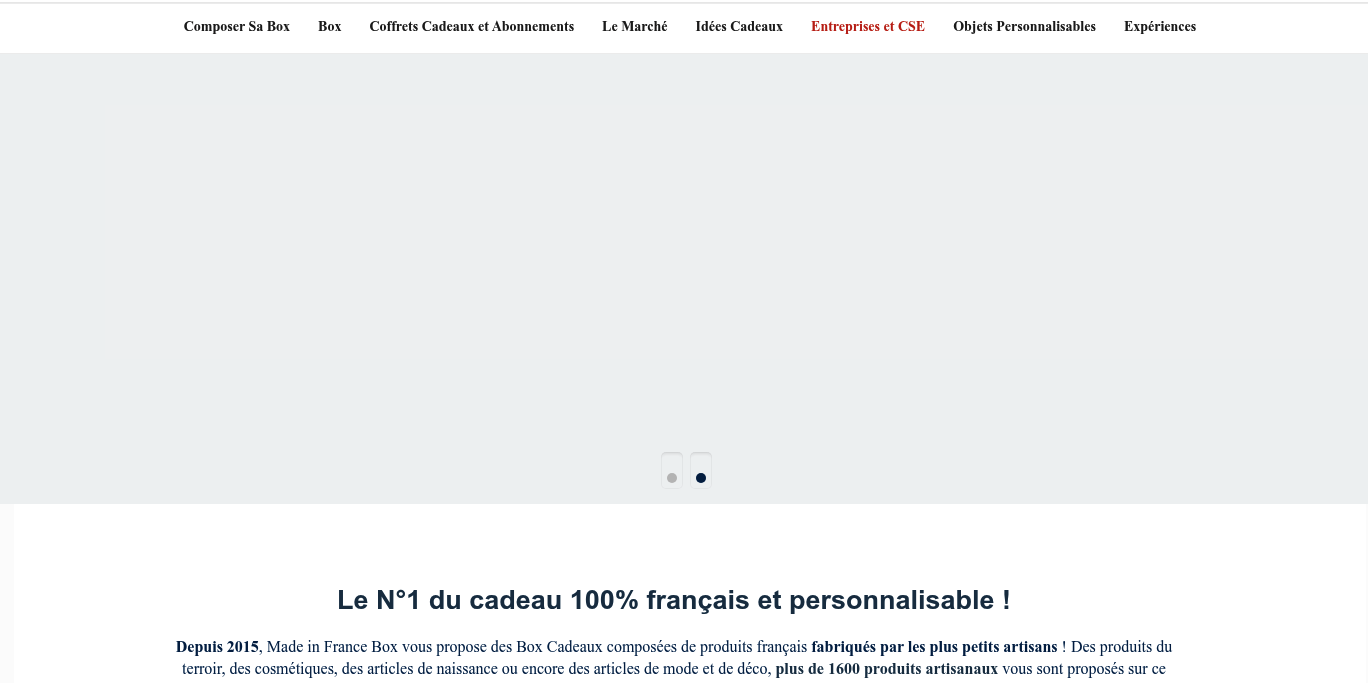 Composer Sa Box Box Coffrets Cadeaux et Abonnements Le Marché Idées Cadeaux Entreprises et CSE Objets Personnalisables Expériences
Le N°1 du cadeau 100% français et personnalisable !
Depuis 2015, Made in France Box vous propose des Box Cadeaux composées de produits français fabriqués par les plus petits artisans ! Des produits du
terroir, des cosmétiques, des articles de naissance ou encore des articles de mode et de déco, plus de 1600 produits artisanaux vous sont proposés sur ce